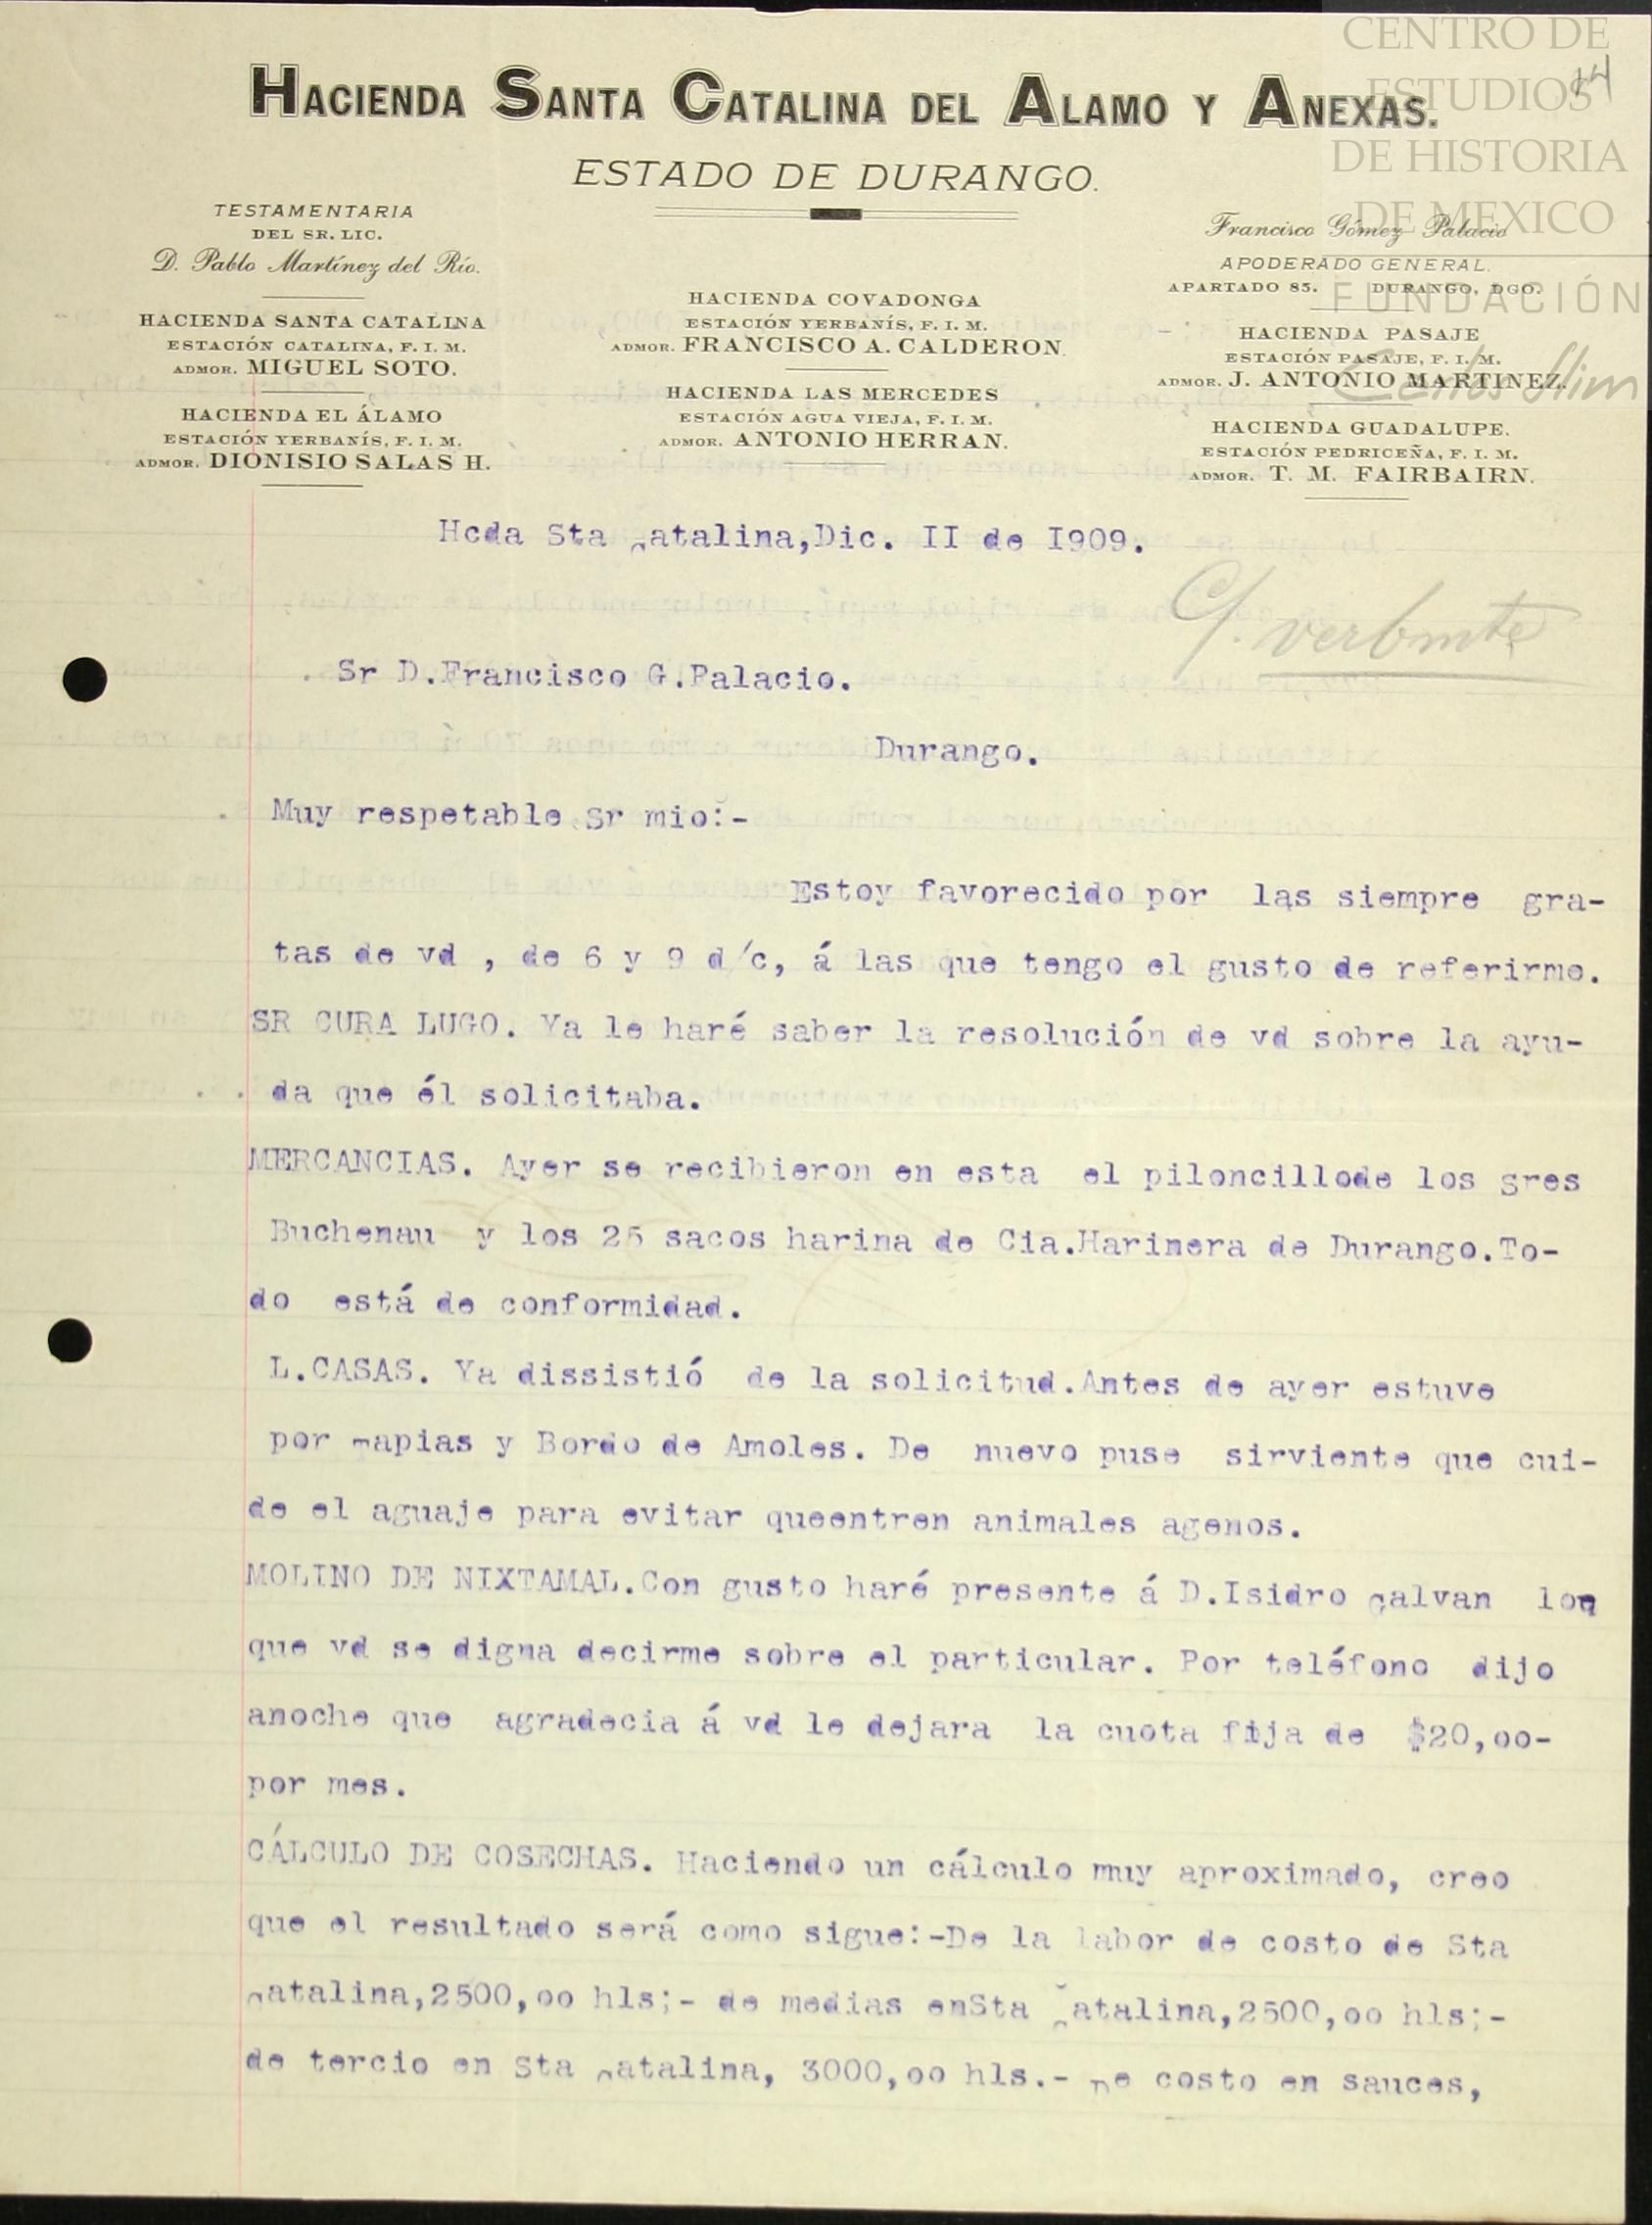 CENTRO DE
ESTUDIOS
DE HISTORIA
DE MEXICO
FUNDACIÓN
Carlos Slim
14
HACIENDA SANTA CATALINA DEL ALAMO Y ANEXAS.
ESTADO DE DURANGO.
TESTAMENTARIA
DEL SR. LIC.
D. Pablo Martínez del Río.
HACIENDA SANTA CATALINA
ESTACIÓN CATALINA, F. I. M.
ADMOR. MIGUEL SOTO.
HACIENDA EL ÁLAMO
ESTACIÓN YERBANÍS, F. I. M.
ADMOR. DIONISIO SALAS H.
HACIENDA COVADONGA
ESTACIÓN YERBANÍS, F. I. M.
ADMOR. FRANCISCO A. CALDERON.
HACIENDA LAS MERCEDES
ESTACIÓN AGUA VIEJA, F. I. M.
ADMOR. ANTONIO HERRAN.
Francisco Gómez Palacio
APODERADO GENERAL.
APARTADO 85. DURANGO, DGO.
HACIENDA PASAJE
ESTACIÓN PASAJE, F. I. M.
ADMOR. J. ANTONIO MARTINEZ.
HACIENDA GUADALUPE.
ESTACIÓN PEDRICEÑA, F. I. M.
ADMOR. T. M. FAIRBAIRN.
Hcda Sta Catalina,Dic. II de I909.
C. verbmte
Sr D.Francisco G.Palacio.
Durango.
Muy respetable Sr mio:-
Estoy favorecido por las siempre gra-
tas de vd , de 6 y 9 d/c, á las que tengo el gusto de referirme.
SR CURA LUGO. Ya le haré saber la resolución de vd sobre la ayu-
da que él solicitaba.
MERCANCIAS. Ayer se recibieron en esta el piloncillode los sres
Buchenau y los 25 sacos harina de Cia.Harinera de Durango.To-
do está de conformidad.
L.CASAS. Ya dissistió de la solicitud.Antes de ayer estuve
por Tapias y Bordo de Amoles. De nuevo puse sirviente que cui-
de el aguaje para evitar queentren animales agenos.
MOLINO DE NIXTAMAL.Con gusto haré presente á D.Isidro Galvan loq
que vd se digna decirme sobre el particular. Por teléfono dijo
anoche que agradecia á vd le dejara la cuota fija de $20,oo-
por mes.
CÁLCULO DE COSECHAS. Haciendo un cálculo muy aproximado, creo
que el resultado será como sigue:-De la labor de costo de Sta
Catalina,2500,oo hls;- de medias enSta Catalina,2500,oo hls;-
de tercio en Sta Catalina, 3000,oo hls.- De costo en sauces,